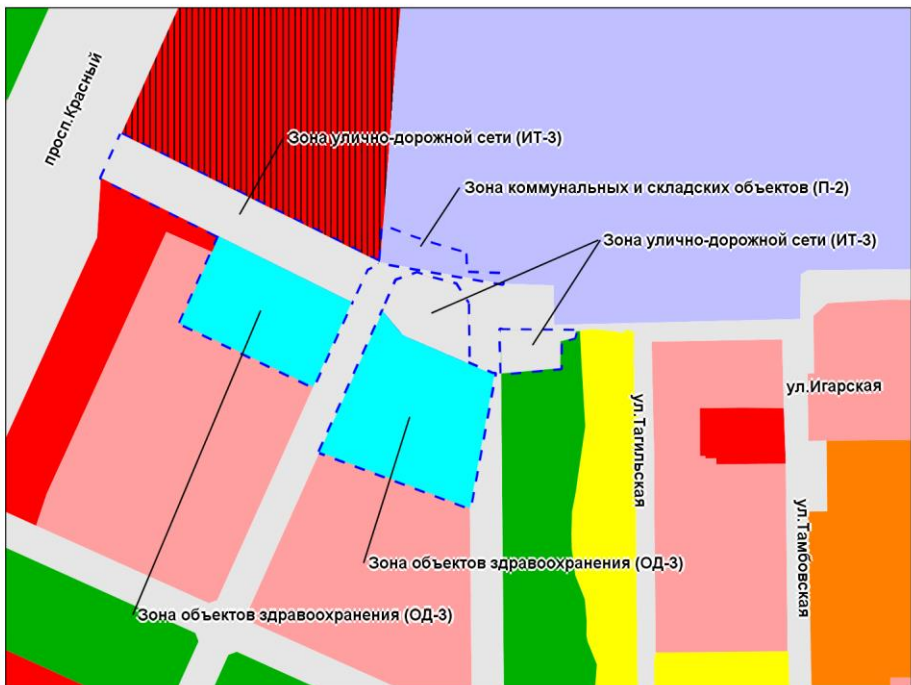 просп.Красный
Зона улично-дорожной сети (ИТ-3)
Зона коммунальных и складских объектов (П-2)
Зона улично-дорожной сети (ИТ-3)
ул.Игарская
ул.Тагильская
ул.Тамбовская
Зона объектов здравоохранения (ОД-3)
Зона объектов здравоохранения (ОД-3)